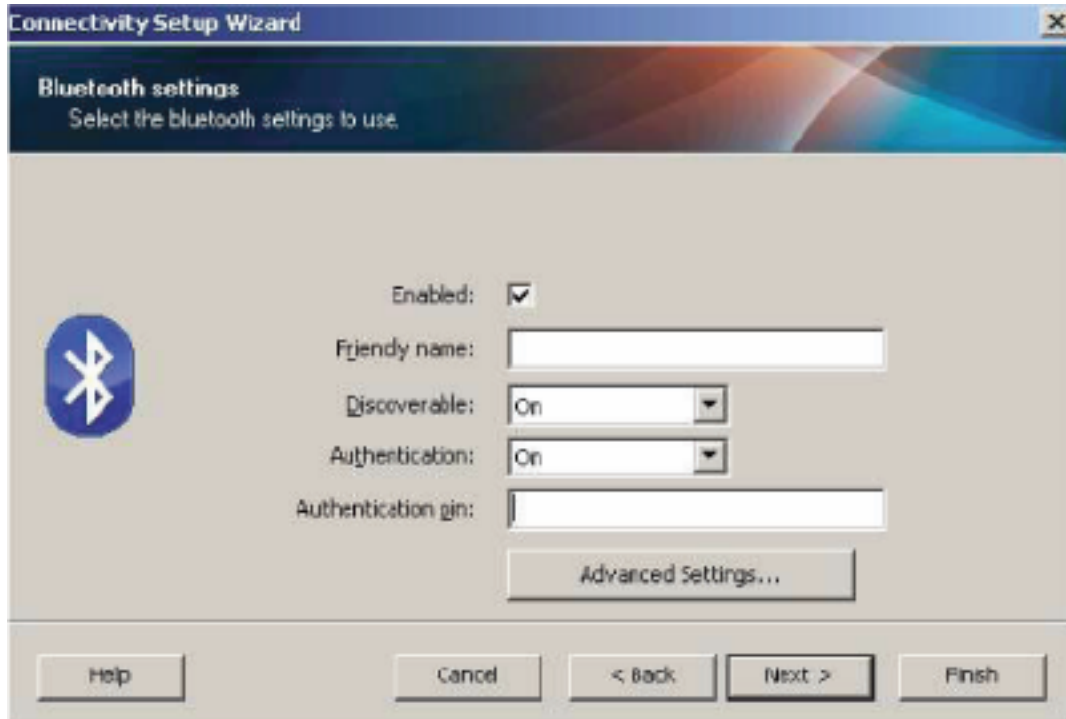 Connectivity Setup Wizard
Bluetooth settings
Select the bluetooth settings to use.
Enabled:
Friendly name:
Discoverable: On
Authentication: On
Authentication pin:
Advanced Settings...
Help Cancel < Back Next > Finish